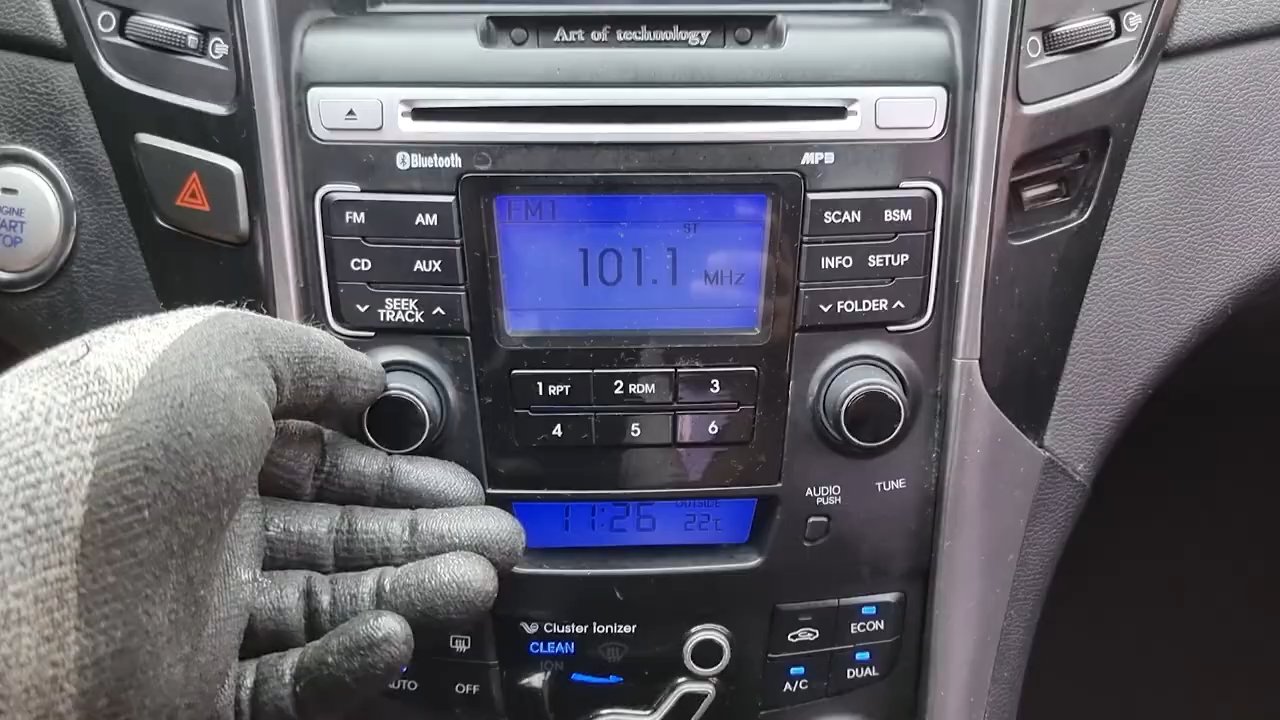 Art of technology
Bluetooth
MP3
ENGINE
START
STOP
FM AM
CD AUX
SEEK
TRACK
FM1
ST
101.1 MHz
SCAN BSM
INFO SETUP
FOLDER
1 RPT 2 RDM 3
4 5 6
AUDIO
PUSH
TUNE
OUTSIDE
11:26 22℃
Cluster Ionizer
CLEAN
ION
AUTO OFF
ECON
A/C DUAL